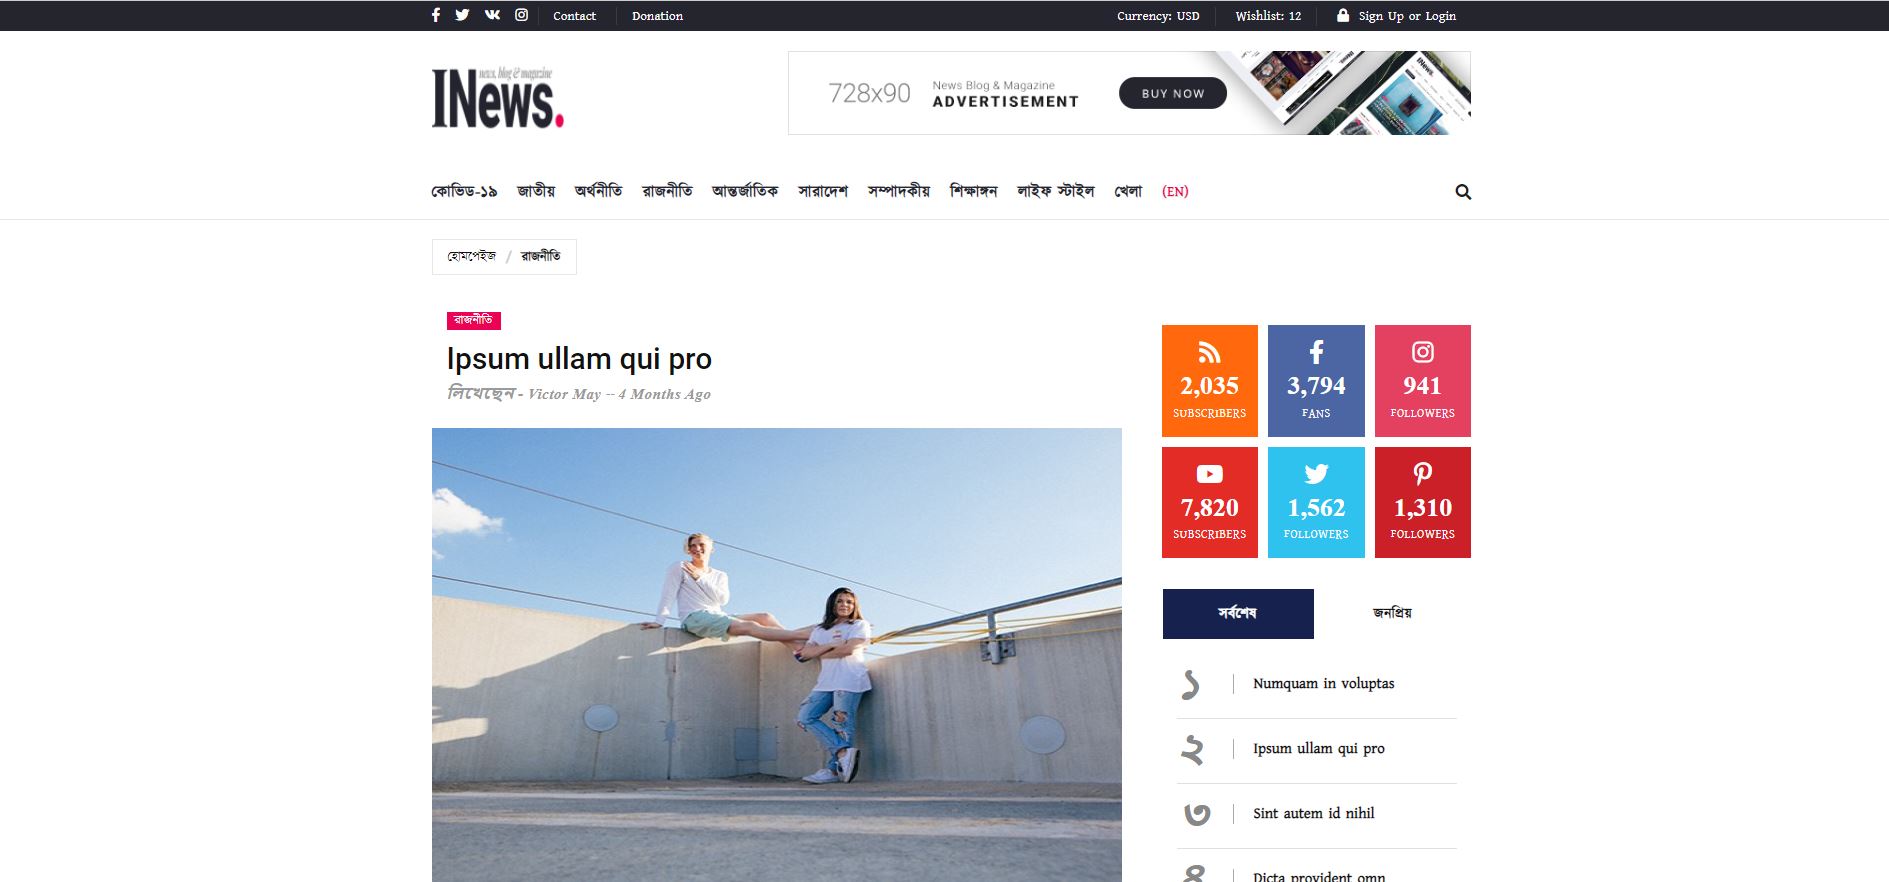 Contact
Donation
Currency: USD
Wishlist: 12
Sign Up or Login
news, blog & magazine
INews.
728x90
News Blog & Magazine
ADVERTISEMENT
BUY NOW
কোভিড-১৯ জাতীয় অর্থনীতি রাজনীতি আন্তর্জাতিক সারাদেশ সম্পাদকীয় শিক্ষাঙ্গন লাইফ স্টাইল খেলা (EN)
হোমপেইজ / রাজনীতি
রাজনীতি
Ipsum ullam qui pro
লিখেছেন - Victor May -- 4 Months Ago
2,035
SUBSCRIBERS
3,794
FANS
941
FOLLOWERS
7,820
SUBSCRIBERS
1,562
FOLLOWERS
1,310
FOLLOWERS
সর্বশেষ
জনপ্রিয়
১ Numquam in voluptas
২ Ipsum ullam qui pro
৩ Sint autem id nihil
৪ Dicta provident omn